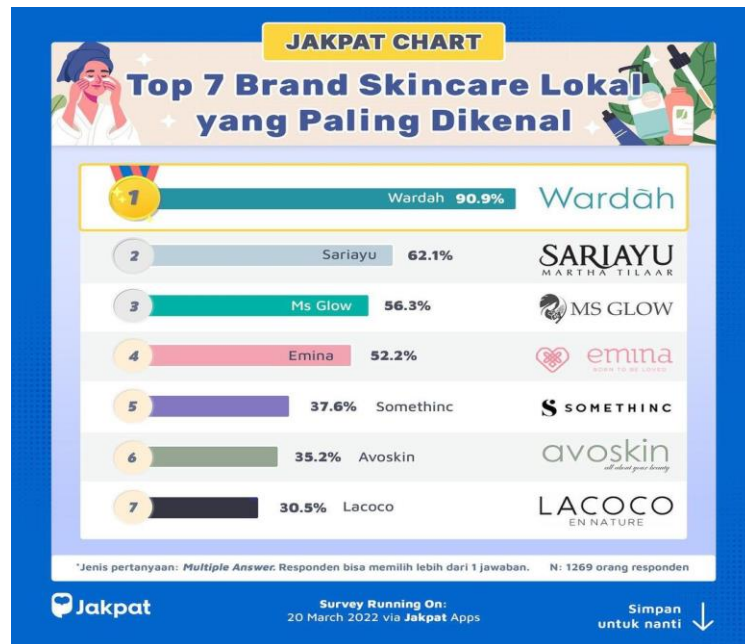 JAKPAT CHART
Top 7 Brand Skincare Lokal
yang Paling Dikenal
1 Wardah 90.9% Wardāh
2 Sariayu 62.1% SARIAYU
MARTHA TILAAR
3 Ms Glow 56.3% MS GLOW
4 Emina 52.2% emina
BORN TO BE LOVED
5 37.6% Somethinc S SOMETHINC
6 35.2% Avoskin avoskin
all about your beauty
7 30.5% Lacoco LACOCO
EN NATURE
*Jenis pertanyaan: Multiple Answer. Responden bisa memilih lebih dari 1 jawaban. N: 1269 orang responden
Jakpat
Survey Running On:
20 March 2022 via Jakpat Apps
Simpan
untuk nanti